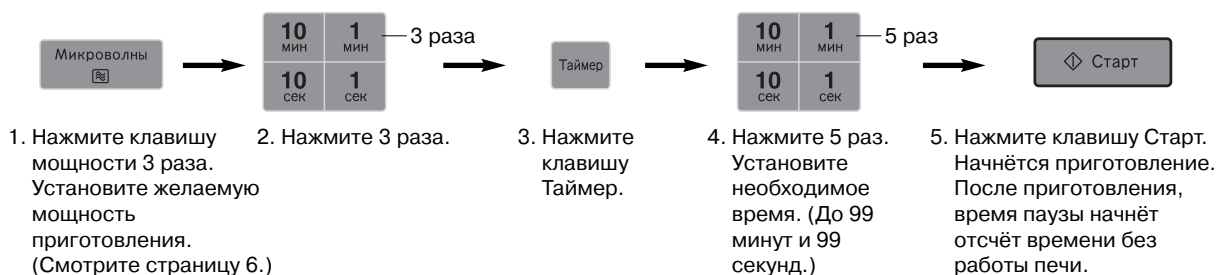 Микроволны
10 мин 1 мин
10 сек 1 сек
3 раза
Таймер
10 мин 1 мин
10 сек 1 сек
5 раз
Старт
1. Нажмите клавишу
мощности 3 раза.
Установите желаемую
мощность
приготовления.
(Смотрите страницу 6.)
2. Нажмите 3 раза.
3. Нажмите
клавишу
Таймер.
4. Нажмите 5 раз.
Установите
необходимое
время. (До 99
минут и 99
секунд.)
5. Нажмите клавишу Старт.
Начнётся приготовление.
После приготовления,
время паузы начнёт
отсчёт времени без
работы печи.